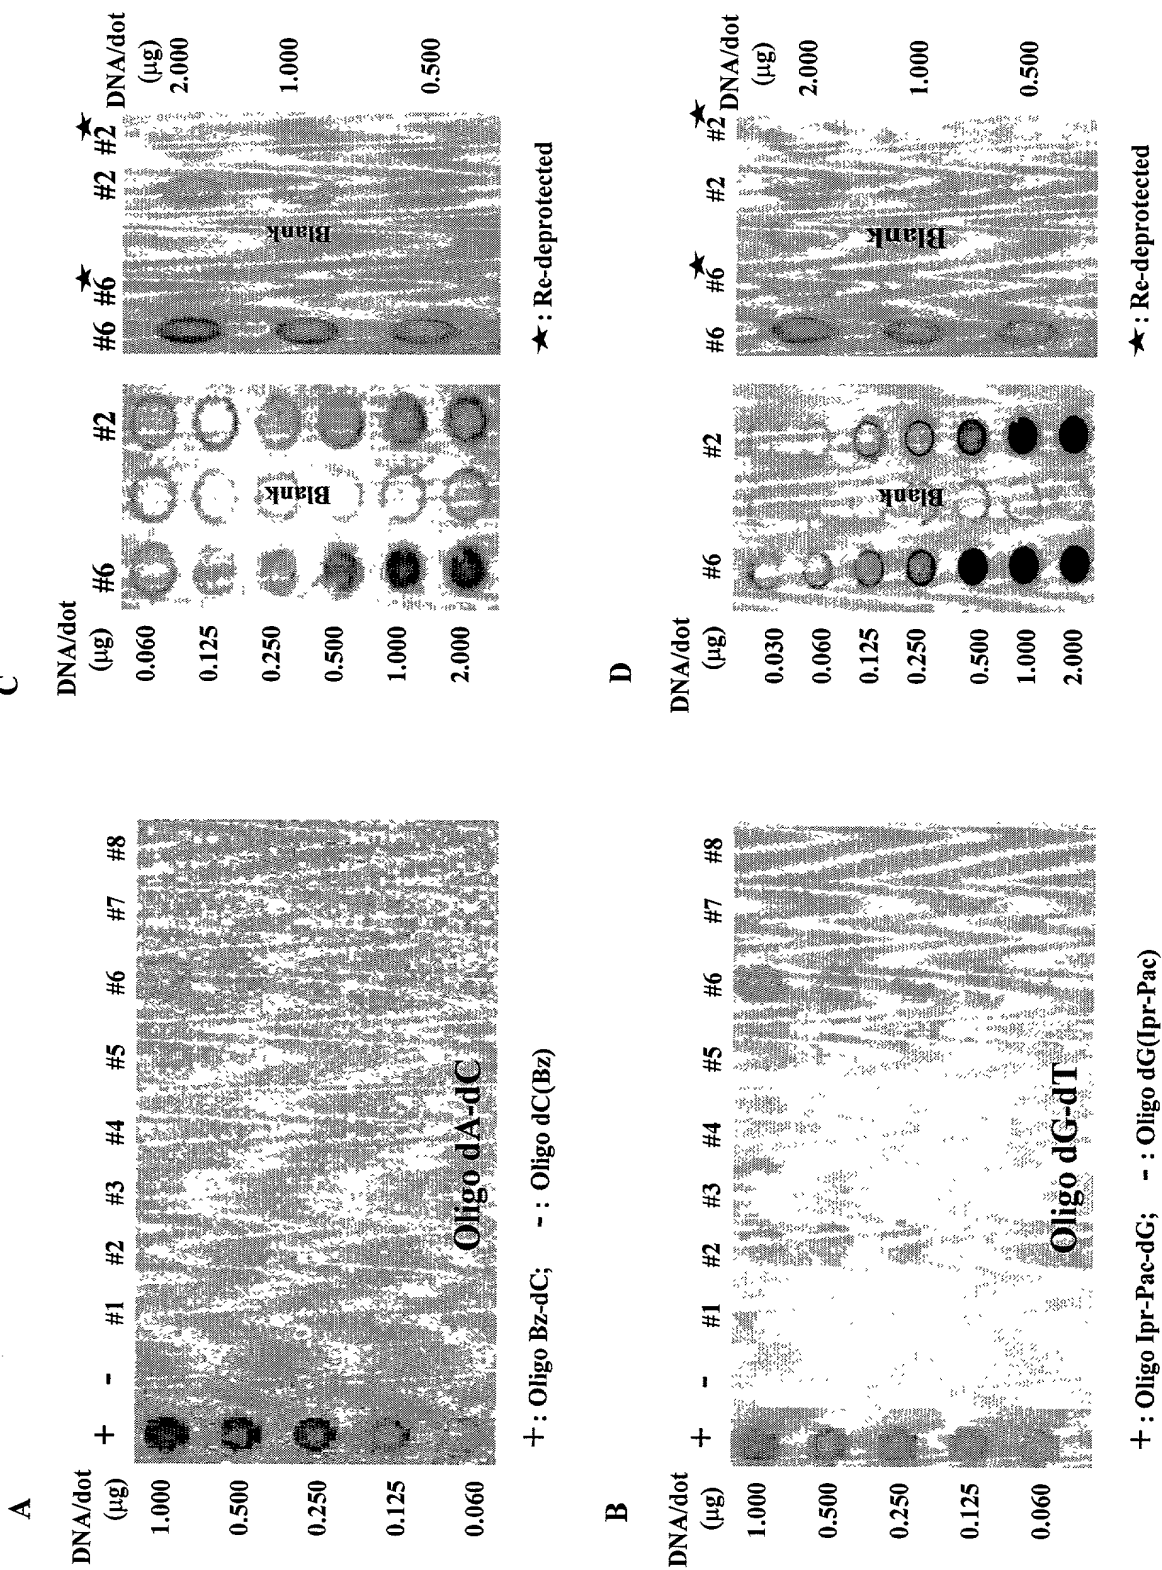 A
DNA/dot
(µg)
+ - #1 #2 #3 #4 #5 #6 #7 #8
1.000
0.500
0.250
0.125
0.060
Oligo dA-dC
+ : Oligo Bz-dC; - : Oligo dC(Bz)
B
DNA/dot
(µg)
+ - #1 #2 #3 #4 #5 #6 #7 #8
1.000
0.500
0.250
0.125
0.060
Oligo dG-dT
+ : Oligo Ipr-Pac-dG; - : Oligo dG(Ipr-Pac)
C
DNA/dot
(µg)
#6 #2
0.060
0.125
0.250
0.500
1.000
2.000
Blank
#6 #6★ #2 #2★
DNA/dot
(µg)
2.000
1.000
0.500
Blank
★ : Re-deprotected
D
DNA/dot
(µg)
#6 #2
0.030
0.060
0.125
0.250
0.500
1.000
2.000
Blank
#6 #6★ #2 #2★
DNA/dot
(µg)
2.000
1.000
0.500
Blank
★ : Re-deprotected